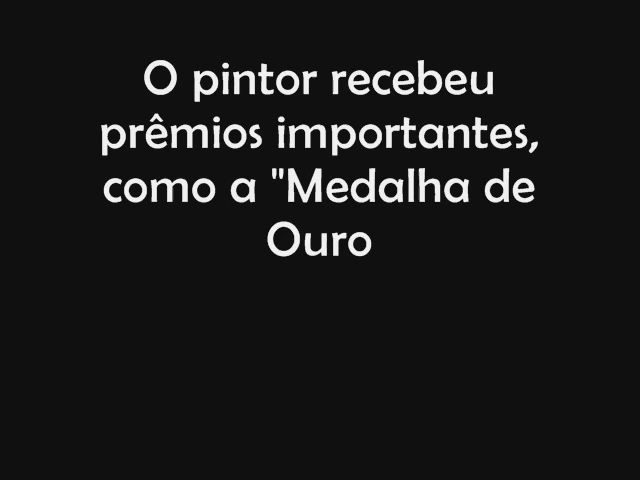 O pintor recebeu
prêmios importantes,
como a "Medalha de
Ouro